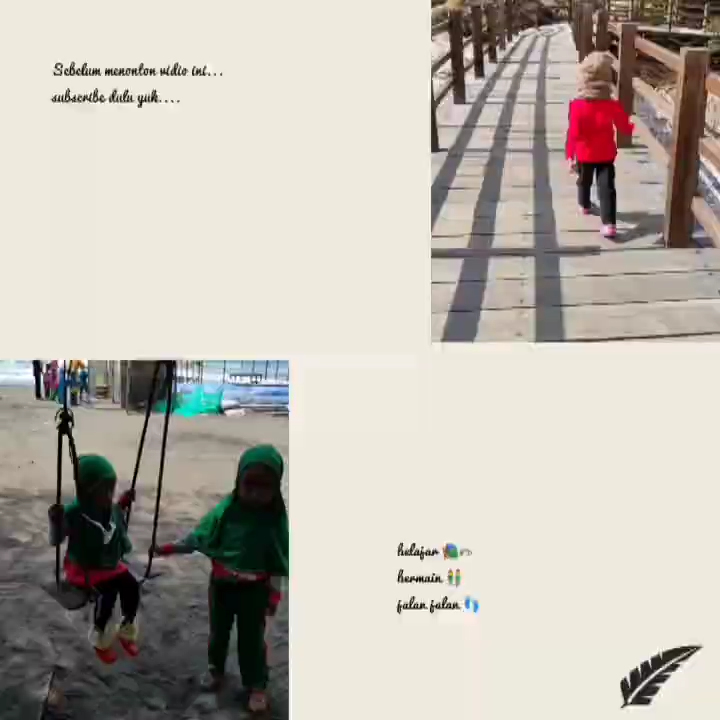 Sebelum menonton vidio ini...
subscribe dulu yuk....
belajar
bermain
jalan jalan